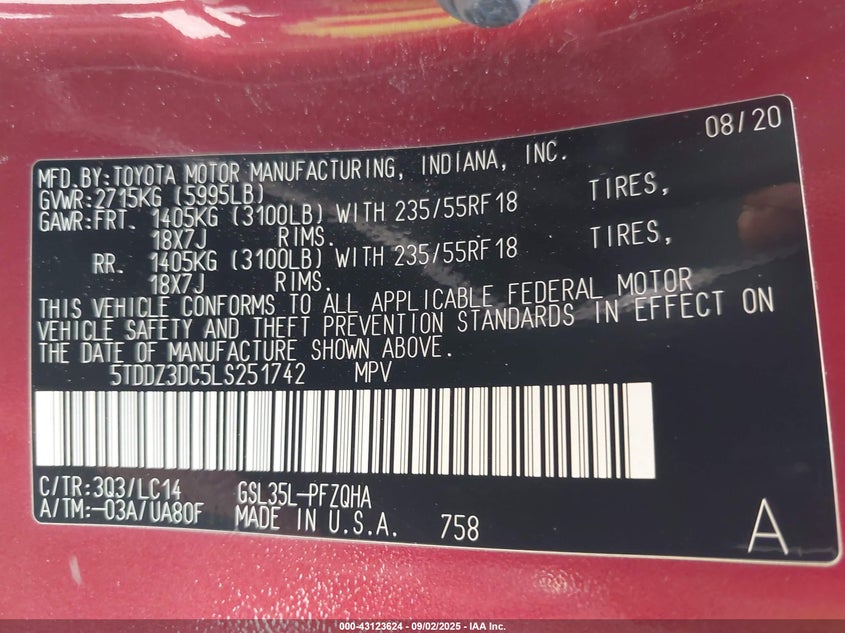 08/20
MFD.BY:TOYOTA MOTOR MANUFACTURING, INDIANA, INC.
GVWR:2715KG (5995LB)
GAWR:FRT. 1405KG (3100LB) WITH 235/55RF18 TIRES,
18X7J RIMS.
RR. 1405KG (3100LB) WITH 235/55RF18 TIRES,
18X7J RIMS.
THIS VEHICLE CONFORMS TO ALL APPLICABLE FEDERAL MOTOR
VEHICLE SAFETY AND THEFT PREVENTION STANDARDS IN EFFECT ON
THE DATE OF MANUFACTURE SHOWN ABOVE.
5TDDZ3DC5LS251742 MPV
C/TR:3Q3/LC14 GSL35L-PFZQHA
A/TM:-03A/UA80F MADE IN U.S.A. 758 A
000-43123624 - 09/02/2025 - IAA Inc.